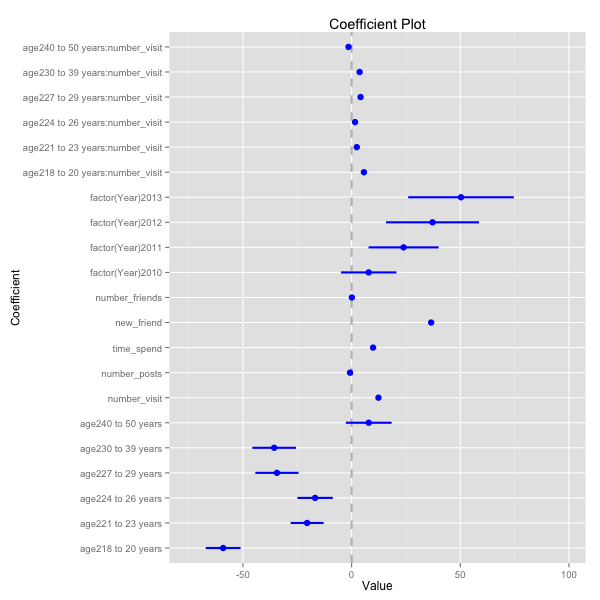 Coefficient Plot
age240 to 50 years:number_visit
age230 to 39 years:number_visit
age227 to 29 years:number_visit
age224 to 26 years:number_visit
age221 to 23 years:number_visit
age218 to 20 years:number_visit
factor(Year)2013
factor(Year)2012
factor(Year)2011
factor(Year)2010
number_friends
new_friend
time_spend
number_posts
number_visit
age240 to 50 years
age230 to 39 years
age227 to 29 years
age224 to 26 years
age221 to 23 years
age218 to 20 years
Coefficient
-50 0 50 100
Value